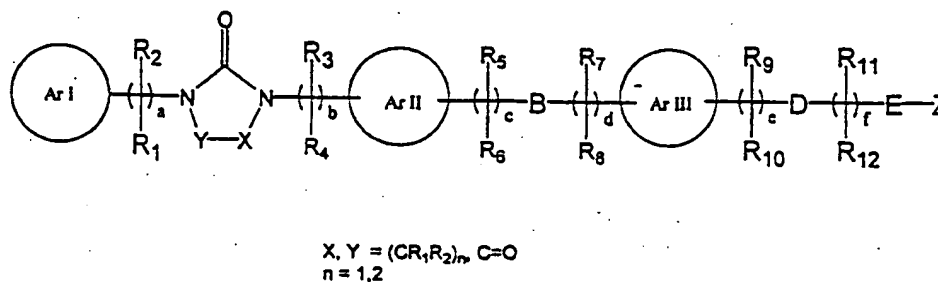 O
R₂ R₃ R₅ R₇ R₉ R₁₁
Ar I ( )a N N ( )b Ar II ( )c B ( )d Ar III ( )e D ( )f E Z
R₁ Y X R₄ R₆ R₈ R₁₀ R₁₂
X, Y = (CR₁R₂)ₙ, C=O
n = 1,2